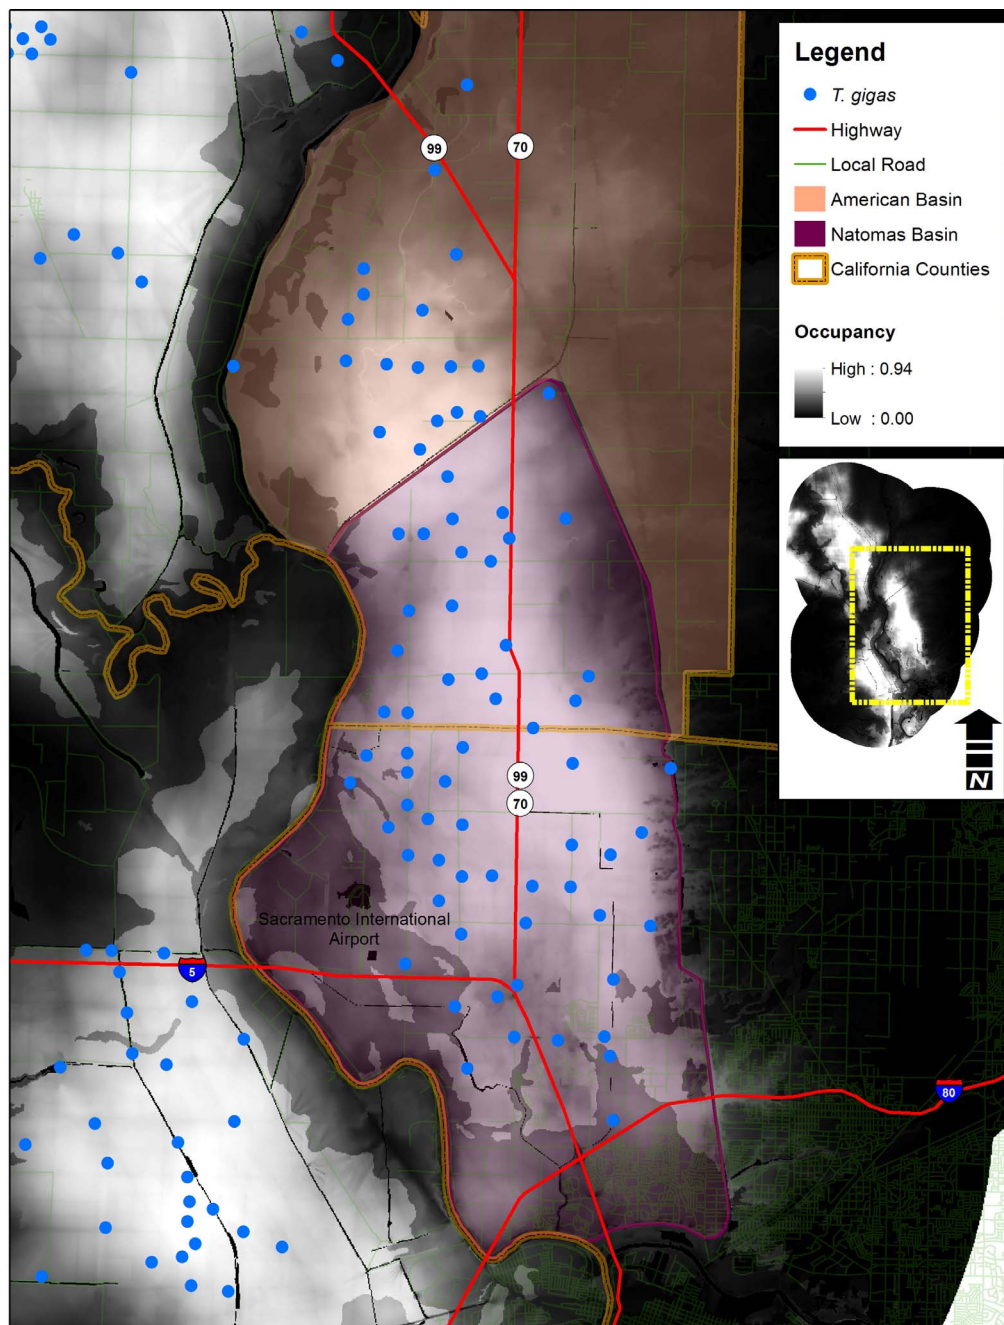 Legend
T. gigas
Highway
Local Road
American Basin
Natomas Basin
California Counties
Occupancy
High : 0.94
Low : 0.00
99
70
99
70
Sacramento International
Airport
5
80
N